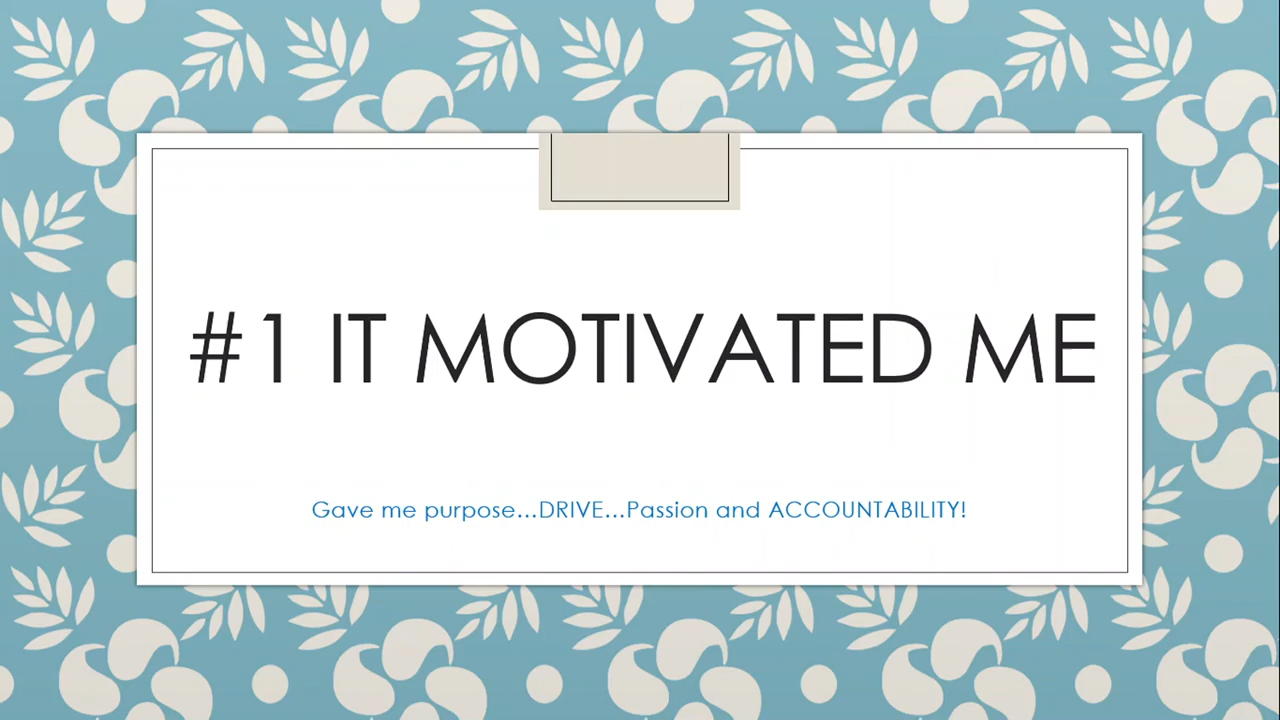 #1 IT MOTIVATED ME
Gave me purpose...DRIVE...Passion and ACCOUNTABILITY!